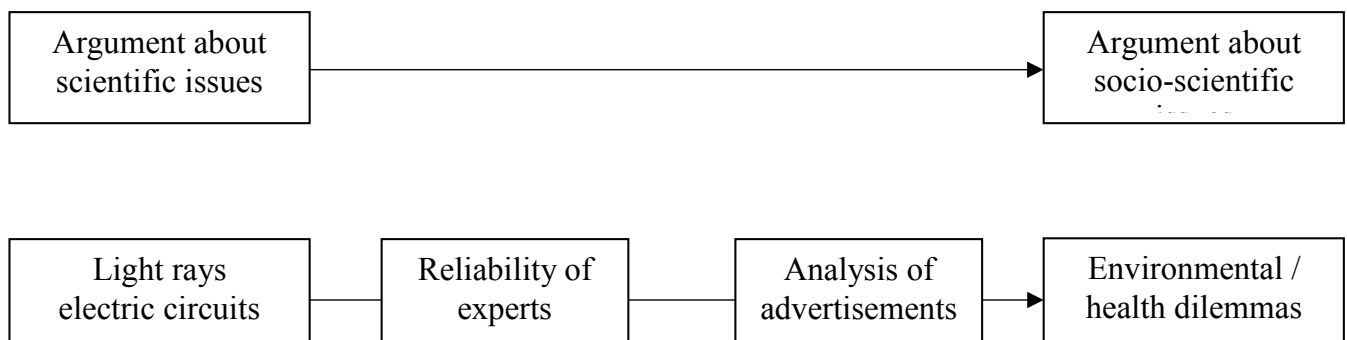 Argument about
scientific issues
Argument about
socio-scientific
Light rays
electric circuits
Reliability of
experts
Analysis of
advertisements
Environmental /
health dilemmas